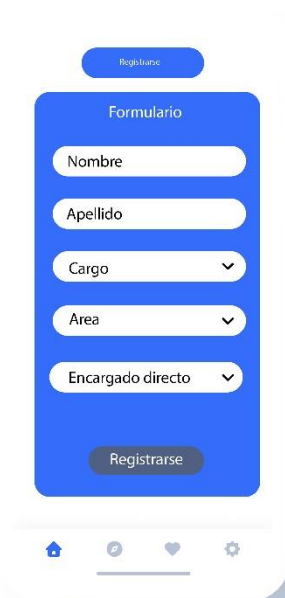 Registrarse
Formulario
Nombre
Apellido
Cargo
Area
Encargado directo
Registrarse